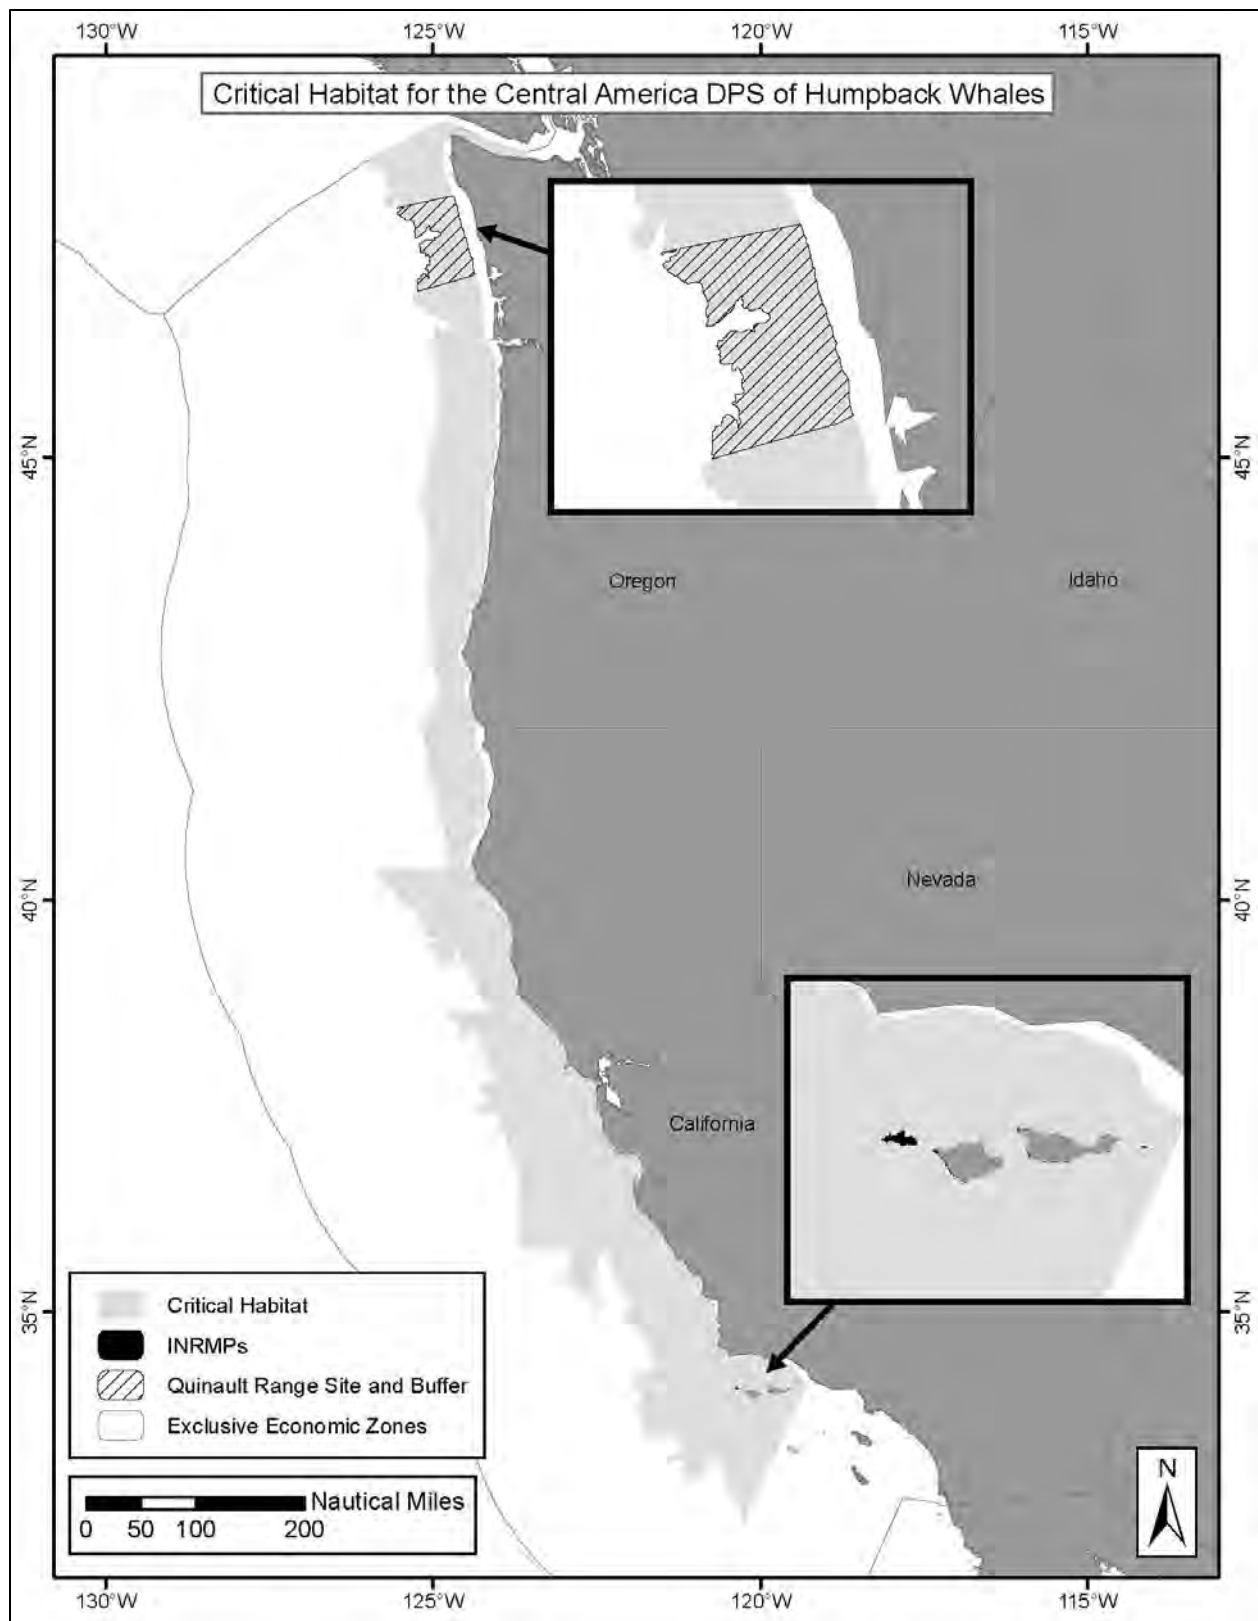 130°W 125°W 120°W 115°W
Critical Habitat for the Central America DPS of Humpback Whales
45°N 45°N
Oregon Idaho
40°N 40°N
Nevada
California
35°N 35°N
Critical Habitat
INRMPs
Quinault Range Site and Buffer
Exclusive Economic Zones
N
Nautical Miles
0 50 100 200
130°W 125°W 120°W 115°W